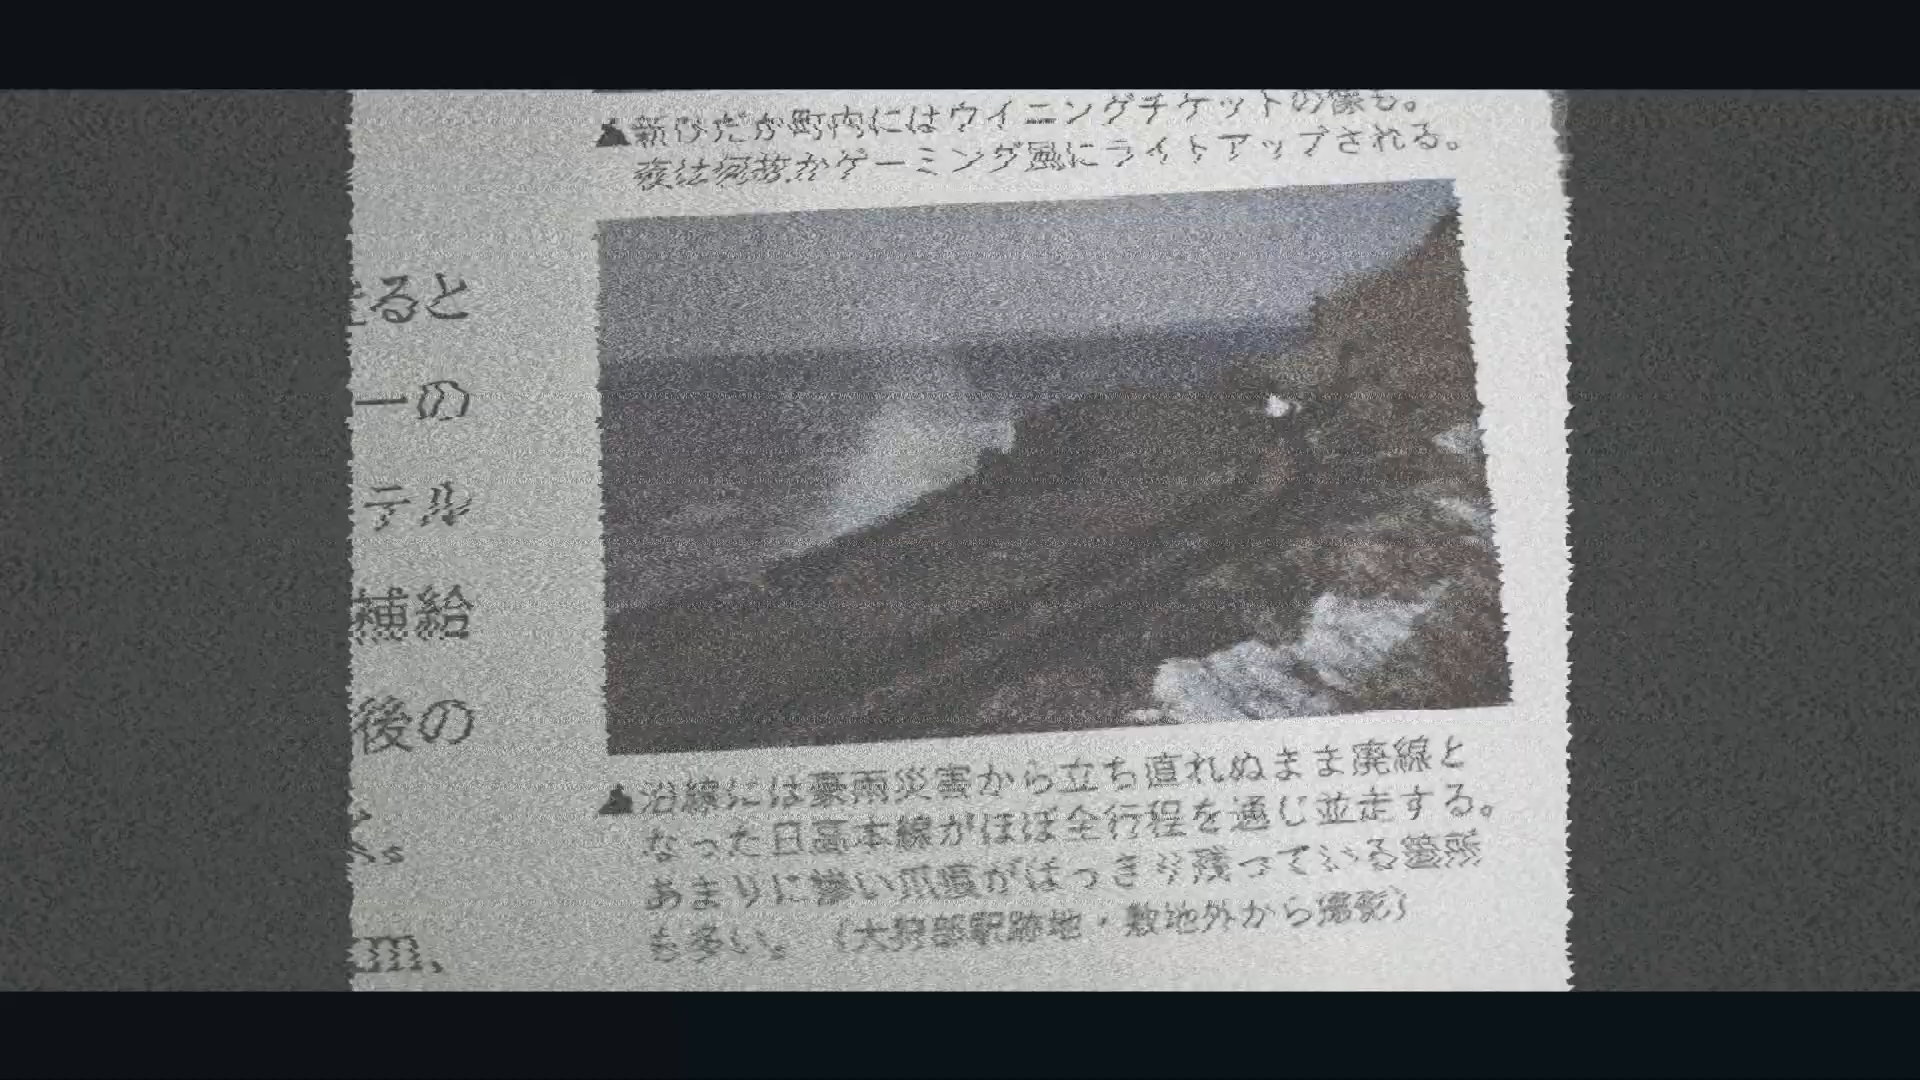 ▲新ひだか町内にはウイニングチケットの像も。
夜は何故かゲーミング風にライトアップされる。
ると
ーの
テル
補給
後の
▲沿線には豪雨災害から立ち直れぬまま廃線と
なった日高本線がほぼ全行程を通じ並走する。
あまりに惨い爪痕がはっきり残っている箇所
も多い。（大狩部駅跡地・敷地外から撮影）
m.